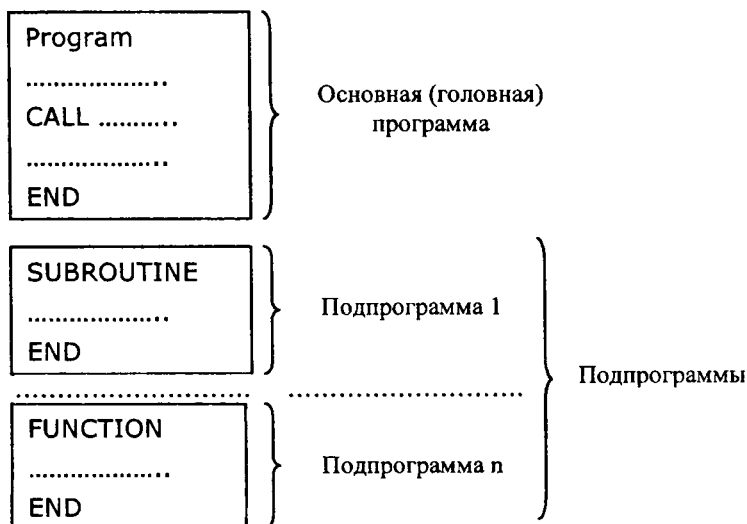 Program
....................
CALL ...........
....................
END
Основная (головная)
программа
SUBROUTINE
....................
END
Подпрограмма 1
FUNCTION
....................
END
Подпрограмма n
Подпрограммы